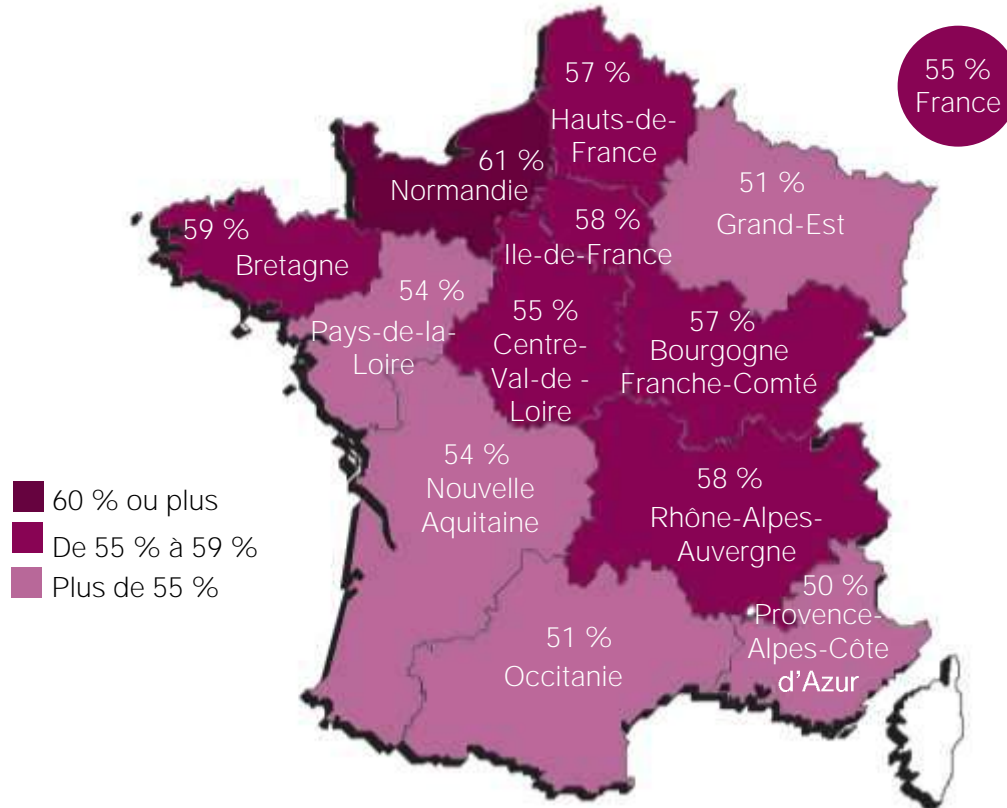 57 %
Hauts-de-
France
55 %
France
61 %
Normandie
51 %
Grand-Est
58 %
Ile-de-France
59 %
Bretagne
54 %
Pays-de-la-
Loire
55 %
Centre-
Val-de -
Loire
57 %
Bourgogne
Franche-Comté
54 %
Nouvelle
Aquitaine
58 %
Rhône-Alpes-
Auvergne
50 %
Provence-
Alpes-Côte
d'Azur
51 %
Occitanie
60 % ou plus
De 55 % à 59 %
Plus de 55 %